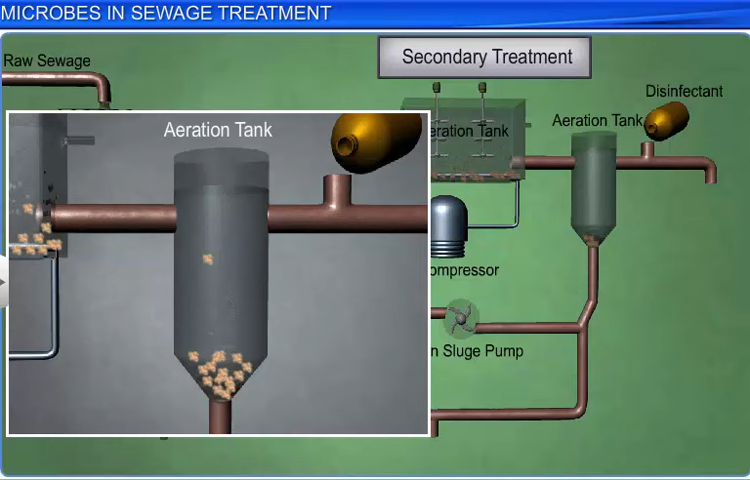 MICROBES IN SEWAGE TREATMENT
Raw Sewage
Secondary Treatment
Disinfectant
Aeration Tank
eration Tank
Aeration Tank
ompressor
n Sluge Pump